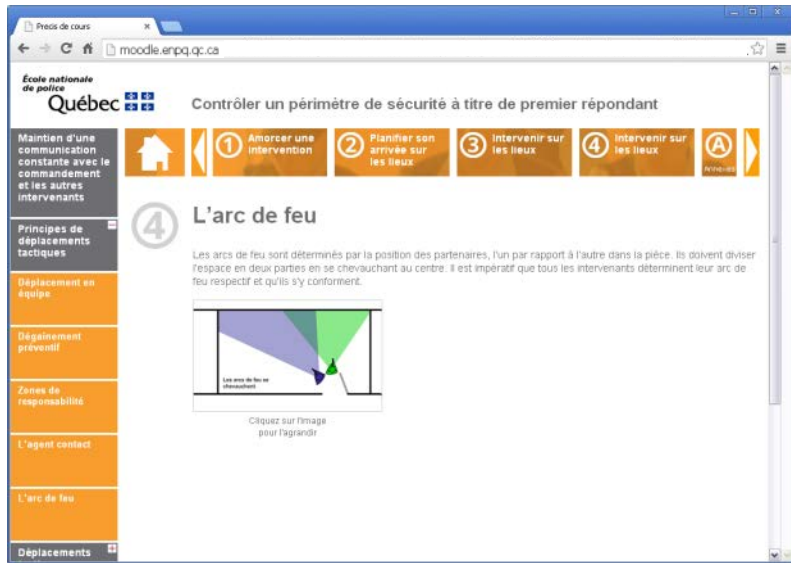 Precis de cours
moodle.enpq.qc.ca
École nationale
de police
Québec
Contrôler un périmètre de sécurité à titre de premier répondant
Maintien d'une
communication
constante avec le
commandement
et les autres
intervenants
Principes de
déplacements
tactiques
Déplacement en
équipe
Dégainement
préventif
Zones de
responsabilité
L'agent contact
L'arc de feu
Déplacements
1 Amorcer une
intervention
2 Planifier son
arrivée sur
les lieux
3 Intervenir sur
les lieux
4 Intervenir sur
les lieux
A
Annexes
4
L'arc de feu
Les arcs de feu sont déterminés par la position des partenaires, l'un par rapport à l'autre dans la pièce. Ils doivent diviser
l'espace en deux parties en se chevauchant au centre. Il est impératif que tous les intervenants déterminent leur arc de
feu respectif et qu'ils s'y conforment.
Les arcs de feu se
chevauchent
Cliquez sur l'image
pour l'agrandir